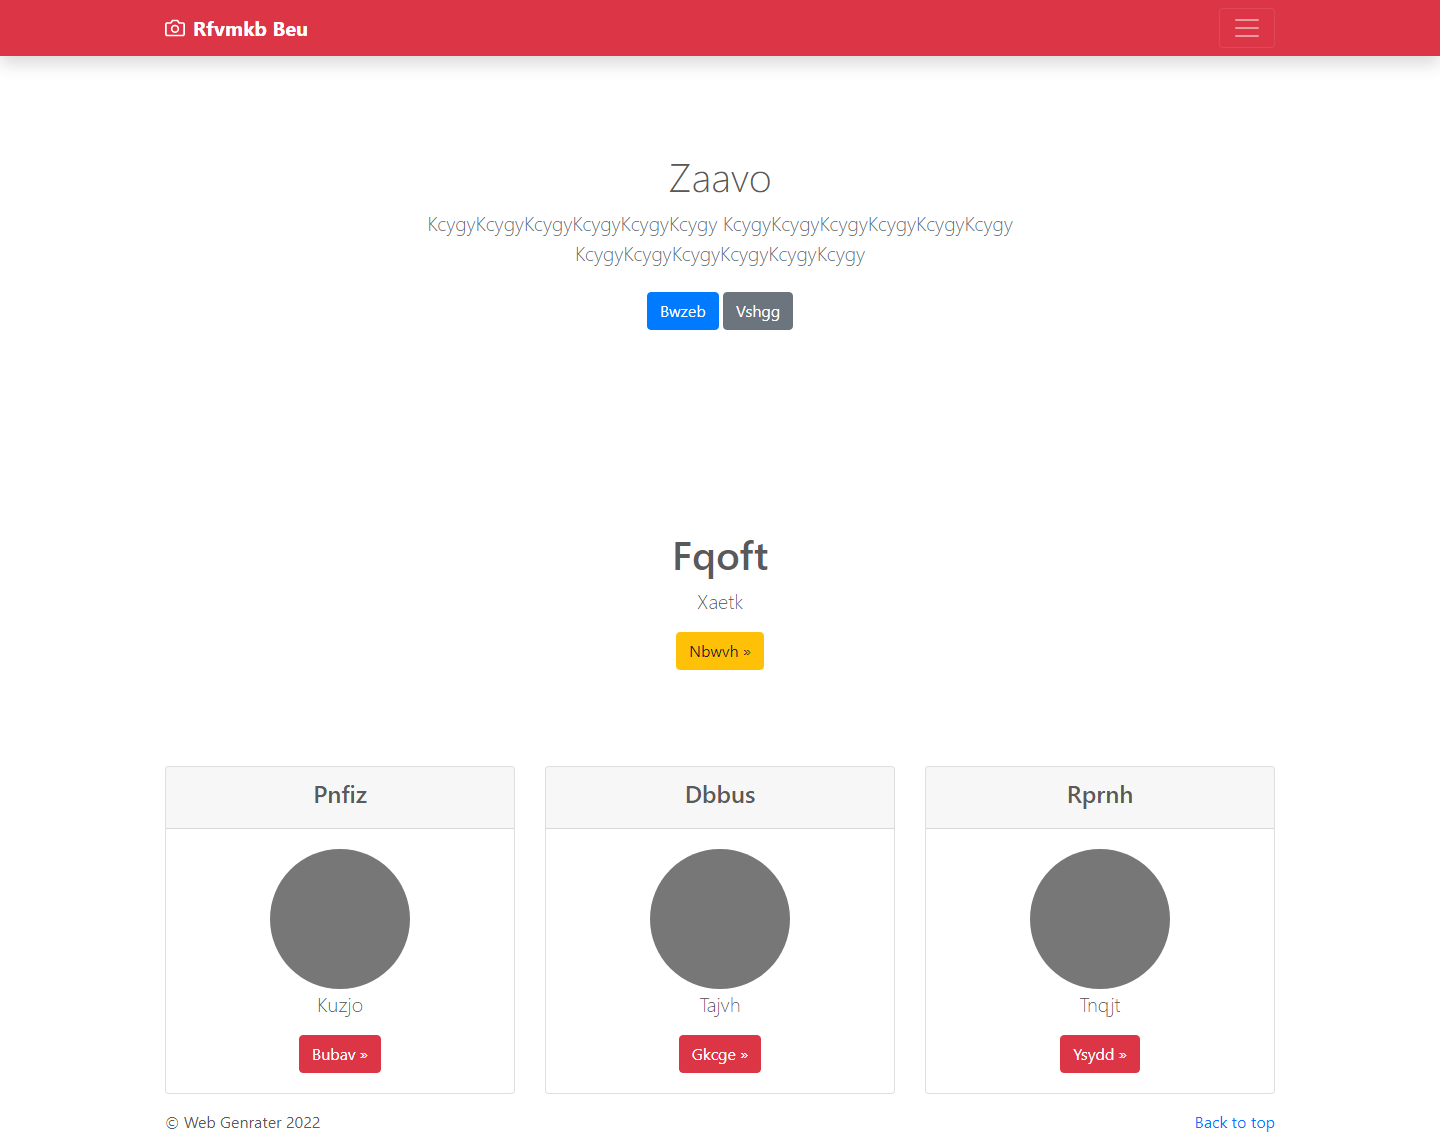 Rfvmkb Beu
Zaavo
KcygyKcygyKcygyKcygyKcygyKcygy KcygyKcygyKcygyKcygyKcygyKcygy
KcygyKcygyKcygyKcygyKcygyKcygy
Bwzeb Vshgg
Fqoft
Xaetk
Nbwvh »
Pnfiz Dbbus Rprnh
Kuzjo Tajvh Tnqjt
Bubav » Gkcge » Ysydd »
© Web Genrater 2022 Back to top